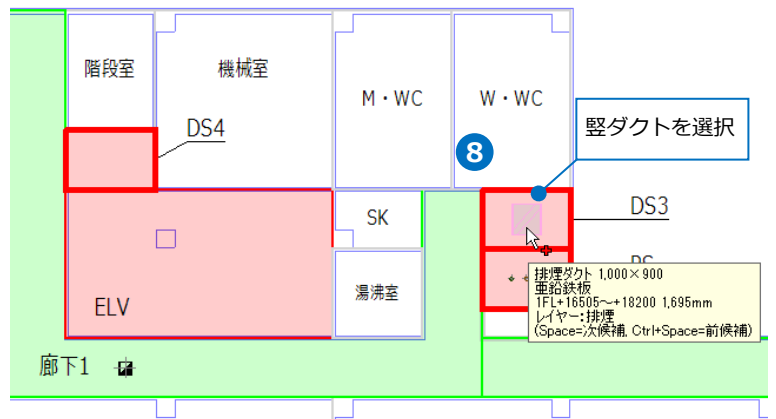 階段室
機械室
M・WC
W・WC
DS4
8
竪ダクトを選択
SK
DS3
湯沸室
ELV
排煙ダクト 1,000×900
亜鉛鉄板
1FL+16505～+18200 1,695mm
レイヤー:排煙
(Space=次候補, Ctrl+Space=前候補)
廊下1